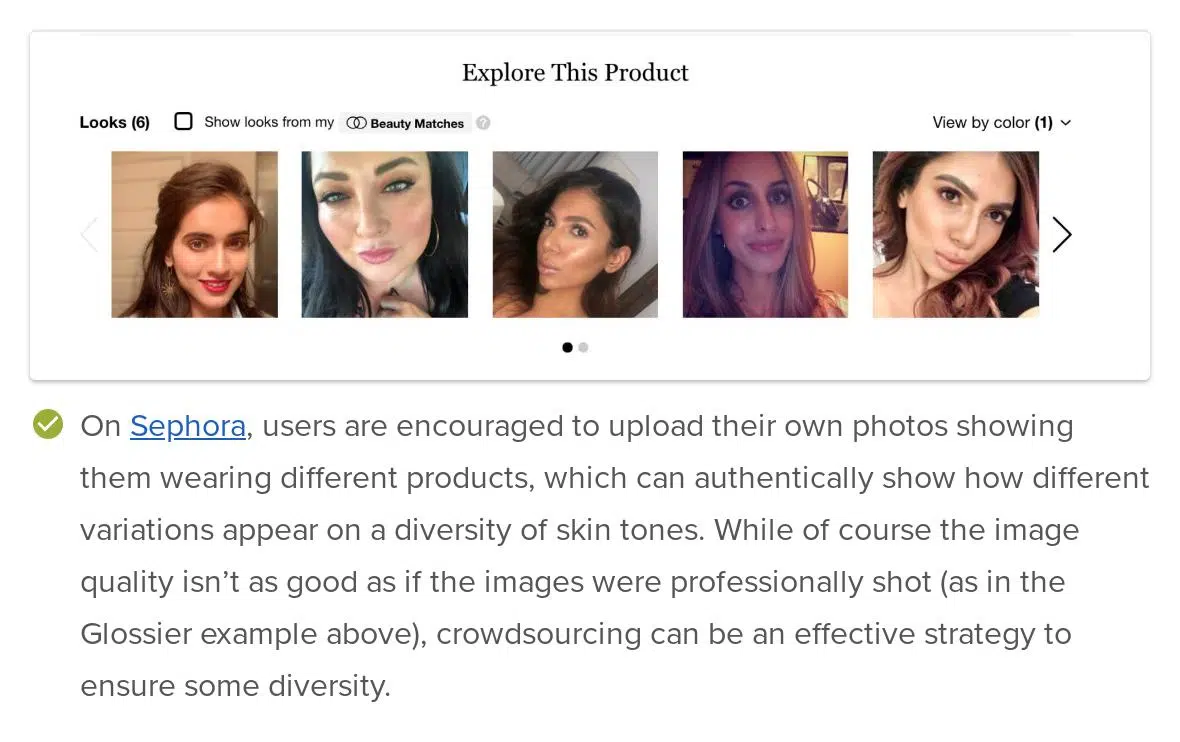 Explore This Product
Looks (6) Show looks from my Beauty Matches ? View by color (1)
On Sephora, users are encouraged to upload their own photos showing
them wearing different products, which can authentically show how different
variations appear on a diversity of skin tones. While of course the image
quality isn’t as good as if the images were professionally shot (as in the
Glossier example above), crowdsourcing can be an effective strategy to
ensure some diversity.